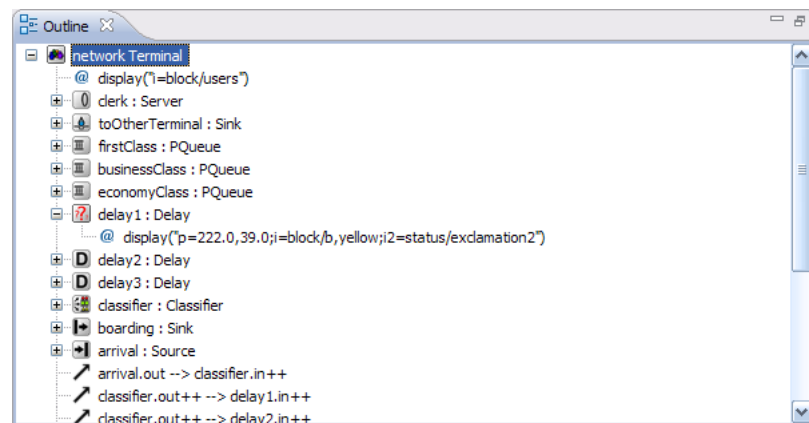 Outline
network Terminal
@ display("i=block/users")
clerk : Server
toOtherTerminal : Sink
firstClass : PQueue
businessClass : PQueue
economyClass : PQueue
delay1 : Delay
@ display("p=222.0,39.0;i=block/b,yellow;i2=status/exclamation2")
D delay2 : Delay
D delay3 : Delay
classifier : Classifier
boarding : Sink
arrival : Source
arrival.out --> classifier.in++
classifier.out++ --> delay1.in++
classifier.out++ --> delay2.in++